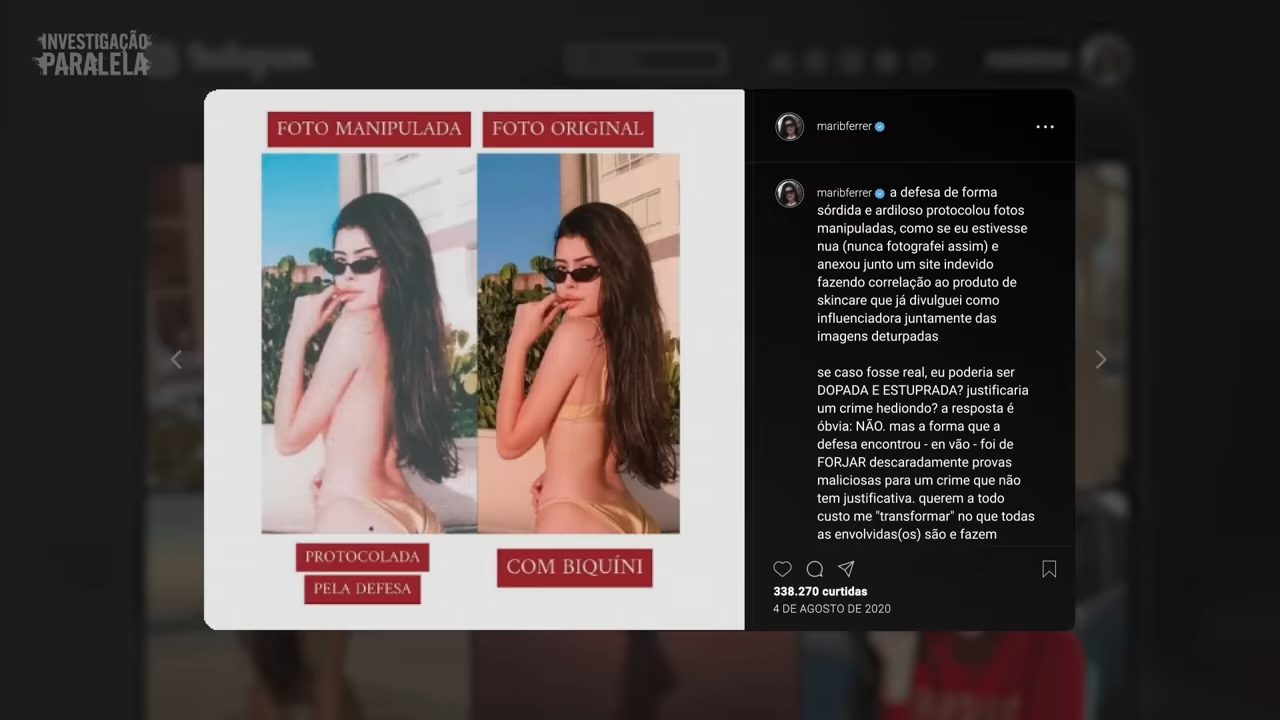 INVESTIGAÇÃO
PARALELA
FOTO MANIPULADA
FOTO ORIGINAL
PROTOCOLADA
PELA DEFESA
COM BIQUÍNI
maribferrer
maribferrer a defesa de forma
sórdida e ardiloso protocolou fotos
manipuladas, como se eu estivesse
nua (nunca fotografei assim) e
anexou junto um site indevido
fazendo correlação ao produto de
skincare que já divulguei como
influenciadora juntamente das
imagens deturpadas
se caso fosse real, eu poderia ser
DOPADA E ESTUPRADA? justificaria
um crime hediondo? a resposta é
óbvia: NÃO. mas a forma que a
defesa encontrou - en vão - foi de
FORJAR descaradamente provas
maliciosas para um crime que não
tem justificativa. querem a todo
custo me "transformar" no que todas
as envolvidas(os) são e fazem
338.270 curtidas
4 DE AGOSTO DE 2020